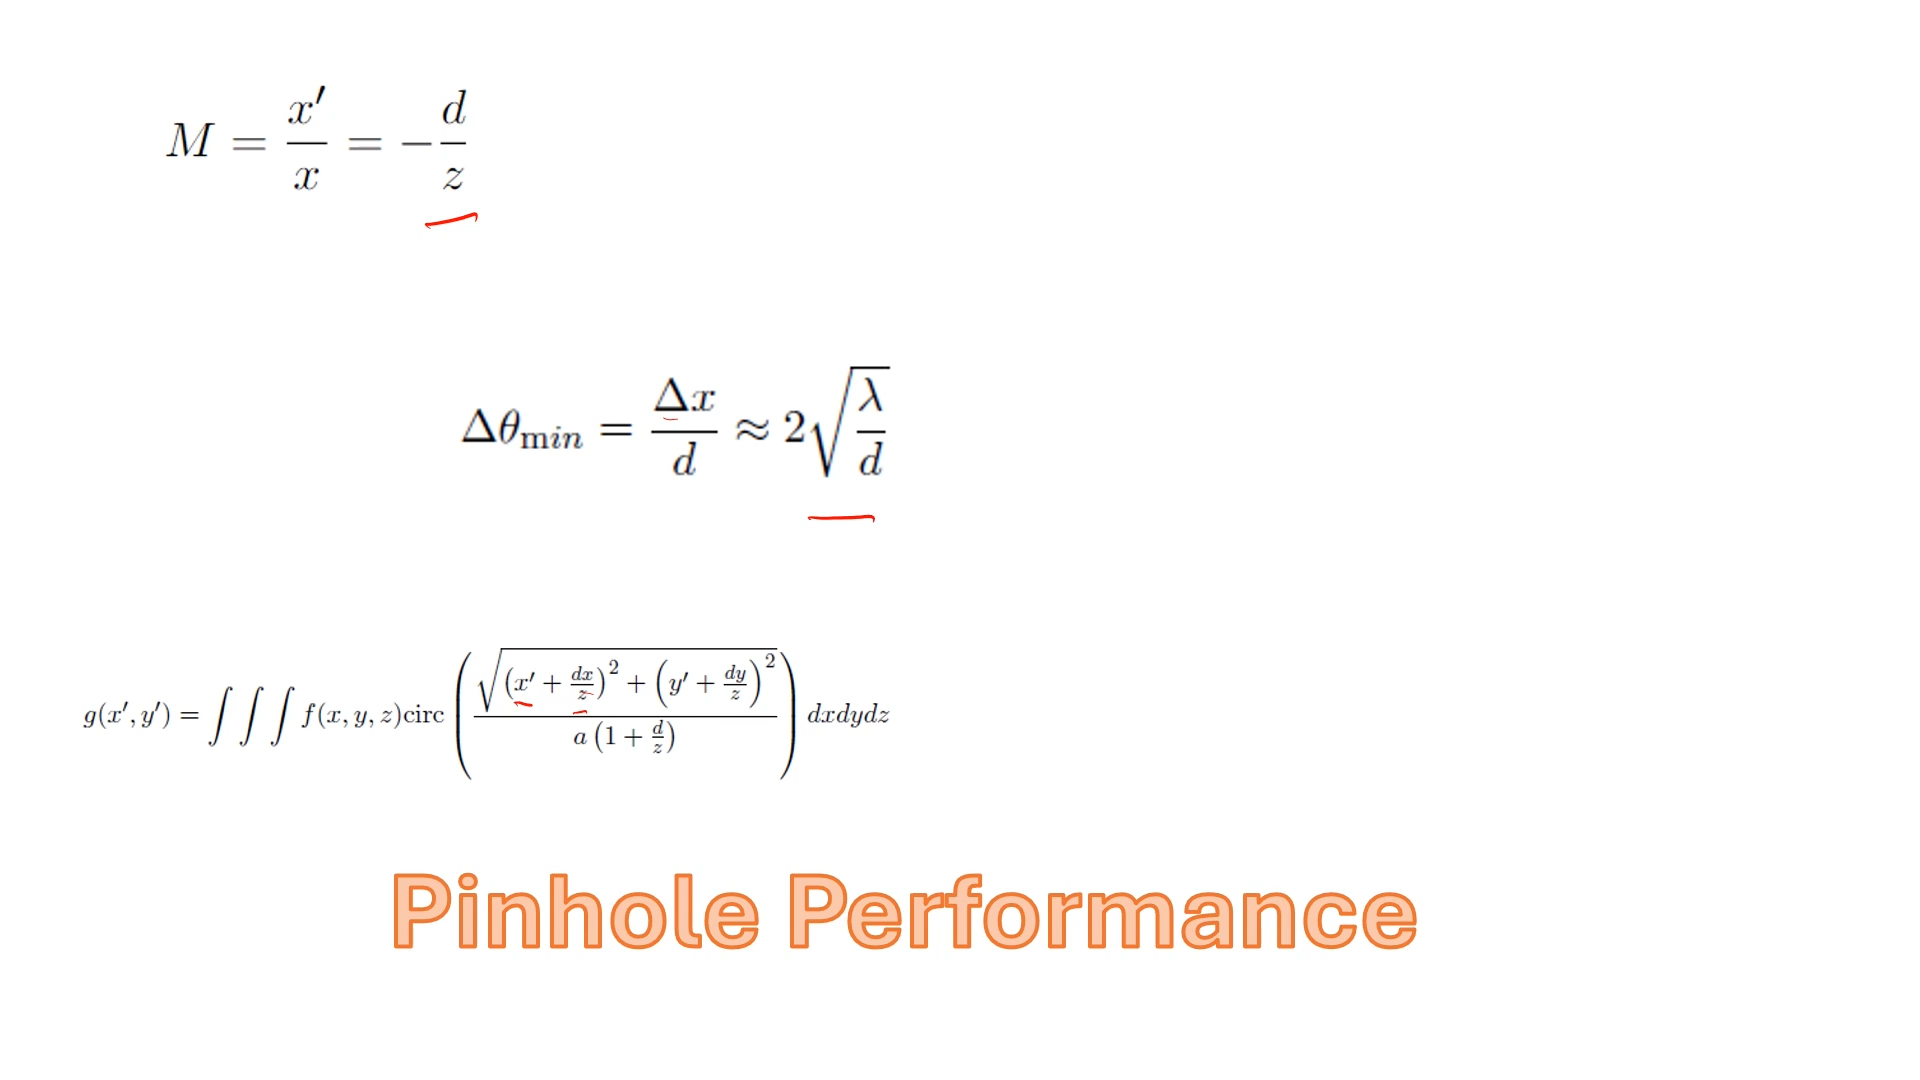 M = x′/x = −d/z
Δθ_min = Δx/d ≈ 2√(λ/d)
g(x′, y′) = ∫∫∫ f(x, y, z)circ(√((x′ + dx/z)² + (y′ + dy/z)²) / a(1 + d/z)) dxdydz
Pinhole Performance